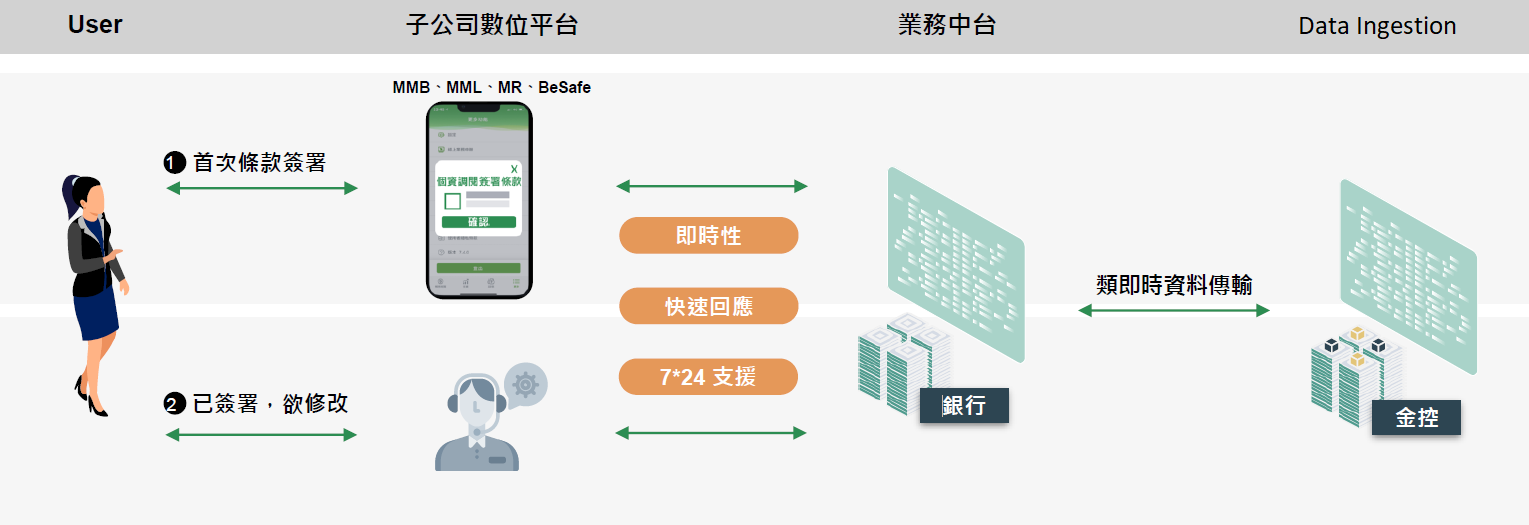 User
子公司數位平台
業務中台
Data Ingestion
MMB、MML、MR、BeSafe
1 首次條款簽署
X
個資調閱簽署條款
確認
即時性
快速回應
7*24 支援
類即時資料傳輸
2 已簽署，欲修改
銀行
金控